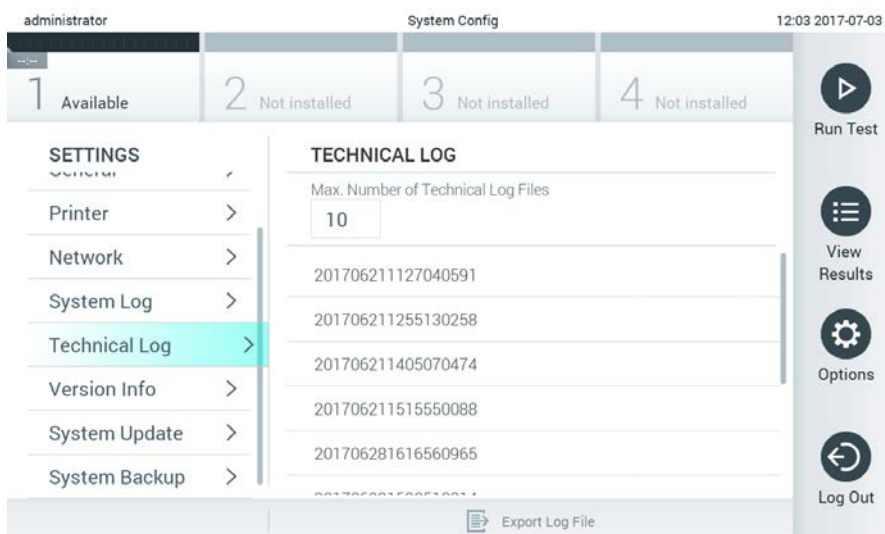 administrator System Config 12:03 2017-07-03
--:--
1 Available 2 Not installed 3 Not installed 4 Not installed
Run Test
SETTINGS
General
Printer
Network
System Log
Technical Log
Version Info
System Update
System Backup
TECHNICAL LOG
Max. Number of Technical Log Files
10
201706211127040591
201706211255130258
201706211405070474
201706211515550088
201706281616560965
Export Log File
View
Results
Options
Log Out